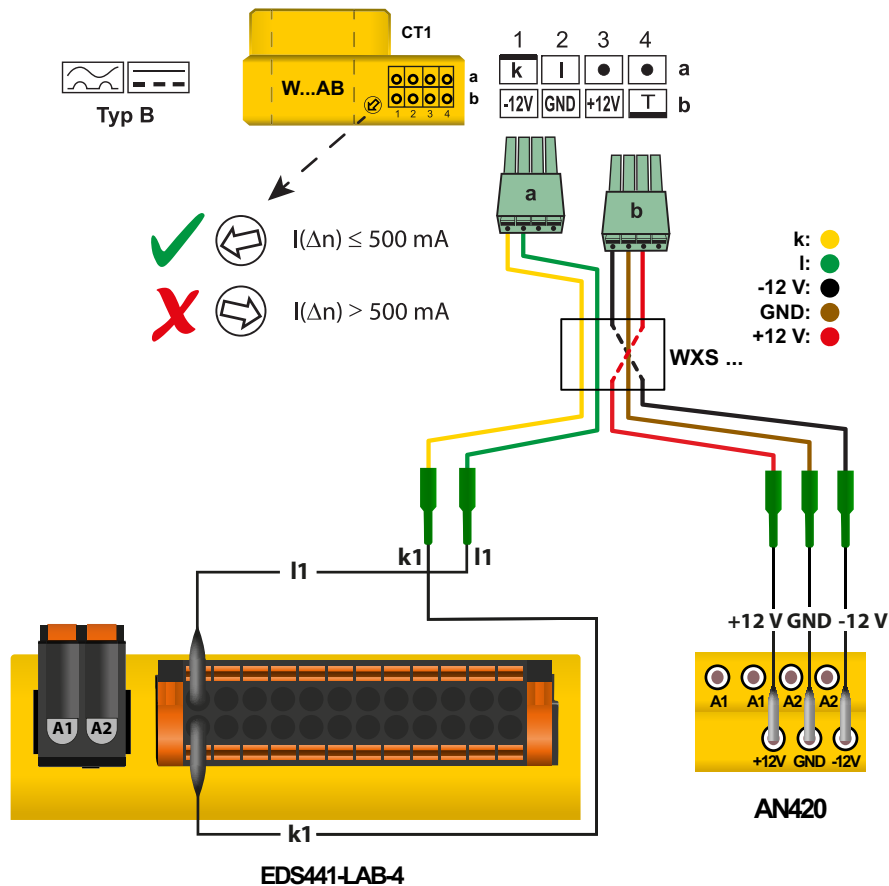 CT1
1 2 3 4
k l ● ● a
-12V GND +12V T b
W...AB
a
b
1 2 3 4
Typ B
a
b
I(Δn) ≤ 500 mA
I(Δn) > 500 mA
k:
l:
-12 V:
GND:
+12 V:
WXS ...
k1 l1
l1
+12 V GND -12 V
A1 A2
A1 A1 A2 A2
+12V GND -12V
AN420
k1
EDS441-LAB-4